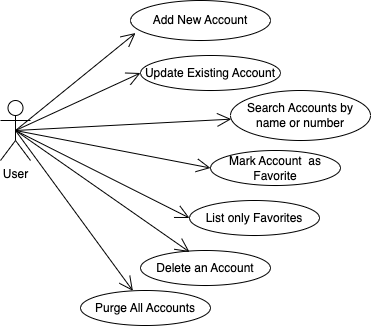 Add New Account
Update Existing Account
Search Accounts by
name or number
Mark Account as
Favorite
User
List only Favorites
Delete an Account
Purge All Accounts